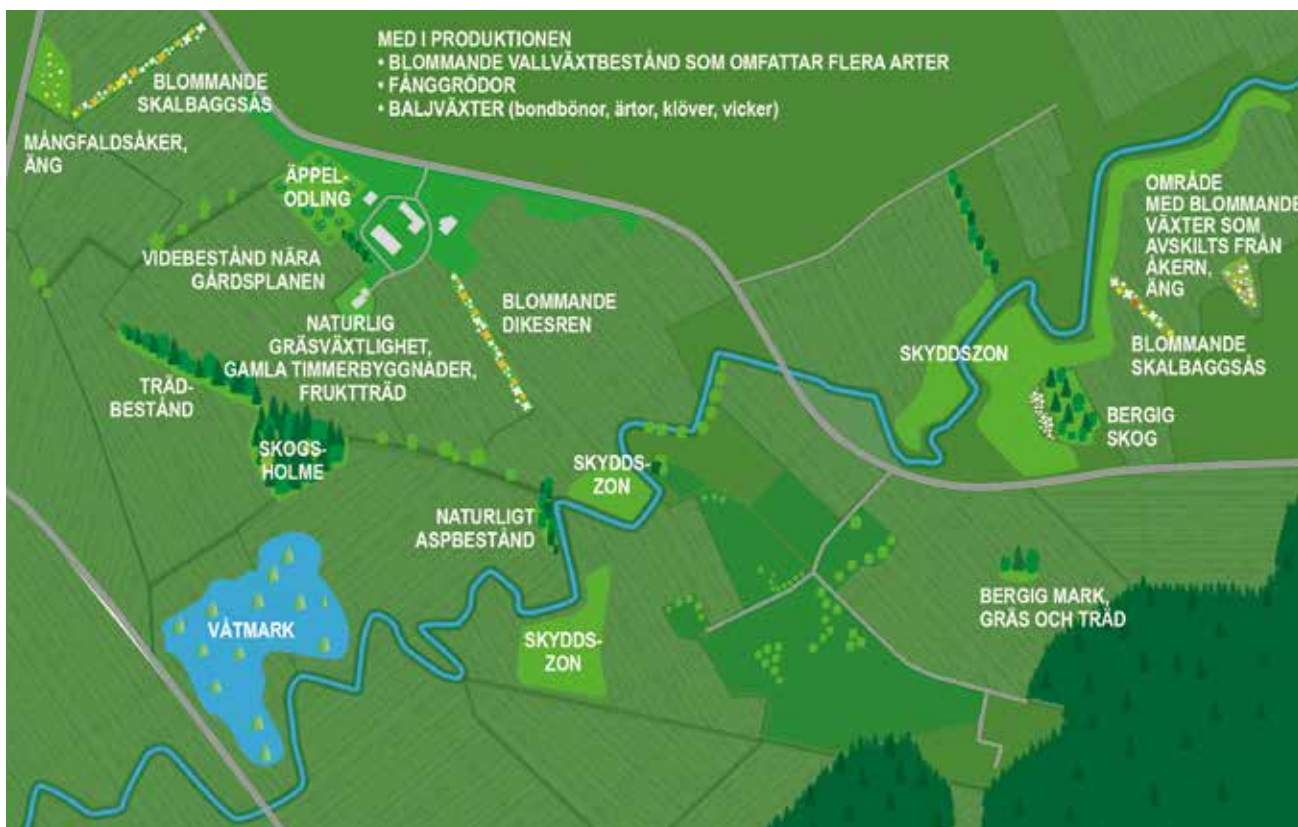 MED I PRODUKTIONEN
• BLOMMANDE VALLVÄXTBESTÅND SOM OMFATTAR FLERA ARTER
• FÅNGGRÖDOR
• BALJVÄXTER (bondbönor, ärtor, klöver, vicker)
BLOMMANDE
SKALBAGGSÅS
MÅNGFALDSÅKER,
ÄNG
ÄPPEL-
ODLING
VIDEBESTÅND NÄRA
GÅRDSPLANEN
NATURLIG
GRÄSVÄXTLIGHET,
GAMLA TIMMERBYGGNADER,
FRUKTTRÄD
BLOMMANDE
DIKESREN
OMRÅDE
MED BLOMMANDE
VÄXTER SOM
AVSKILTS FRÅN
ÅKERN,
ÄNG
BLOMMANDE
SKALBAGGSÅS
SKYDDSZON
BERGIG
SKOG
TRÄD-
BESTÅND
SKOGS-
HOLME
SKYDDS-
ZON
NATURLIGT
ASPBESTÅND
VÅTMARK
SKYDDS-
ZON
BERGIG MARK,
GRÄS OCH TRÄD